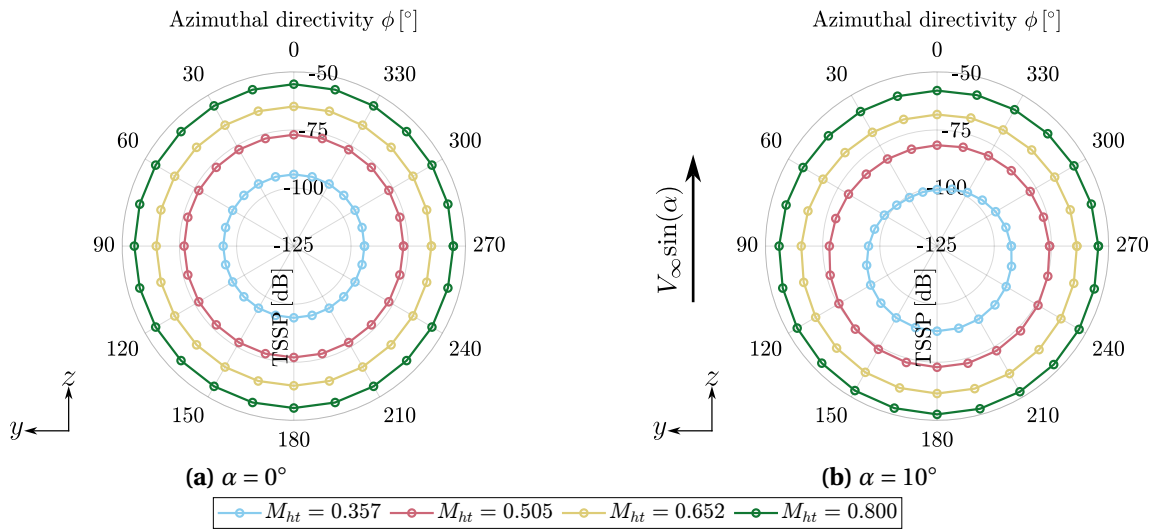 Azimuthal directivity ϕ [°]
0
30
330
60
300
90
270
120
240
150
210
180
-50
-75
-100
-125
TSSP [dB]
z
y
(a) α = 0°
Azimuthal directivity ϕ [°]
0
30
330
60
300
90
270
120
240
150
210
180
-50
-75
-100
-125
TSSP [dB]
V∞ sin(α)
z
y
(b) α = 10°
M_ht = 0.357 M_ht = 0.505 M_ht = 0.652 M_ht = 0.800